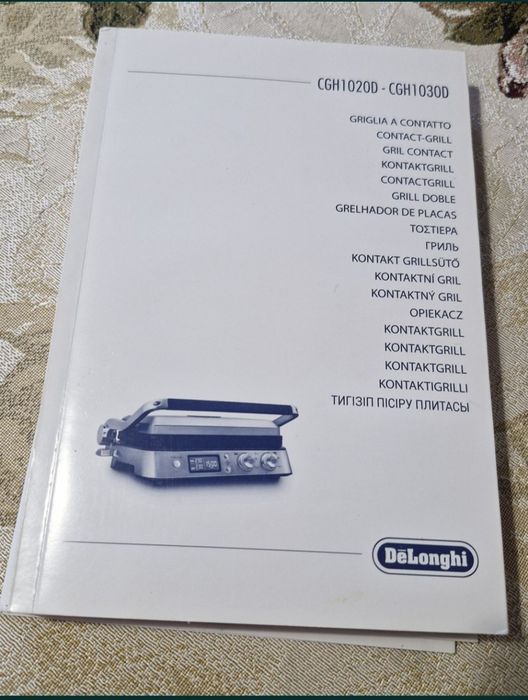 CGH1020D - CGH1030D
GRIGLIA A CONTATTO
CONTACT-GRILL
GRIL CONTACT
KONTAKTGRILL
CONTACTGRILL
GRILL DOBLE
GRELHADOR DE PLACAS
ΤΟΣΤΙΕΡΑ
ГРИЛЬ
KONTAKT GRILLSÜTŐ
KONTAKTNÍ GRIL
KONTAKTNÝ GRIL
OPIEKACZ
KONTAKTGRILL
KONTAKTGRILL
KONTAKTGRILL
KONTAKTIGRILLI
ТИГІЗІП ПІСІРУ ПЛИТАСЫ
DēLonghi